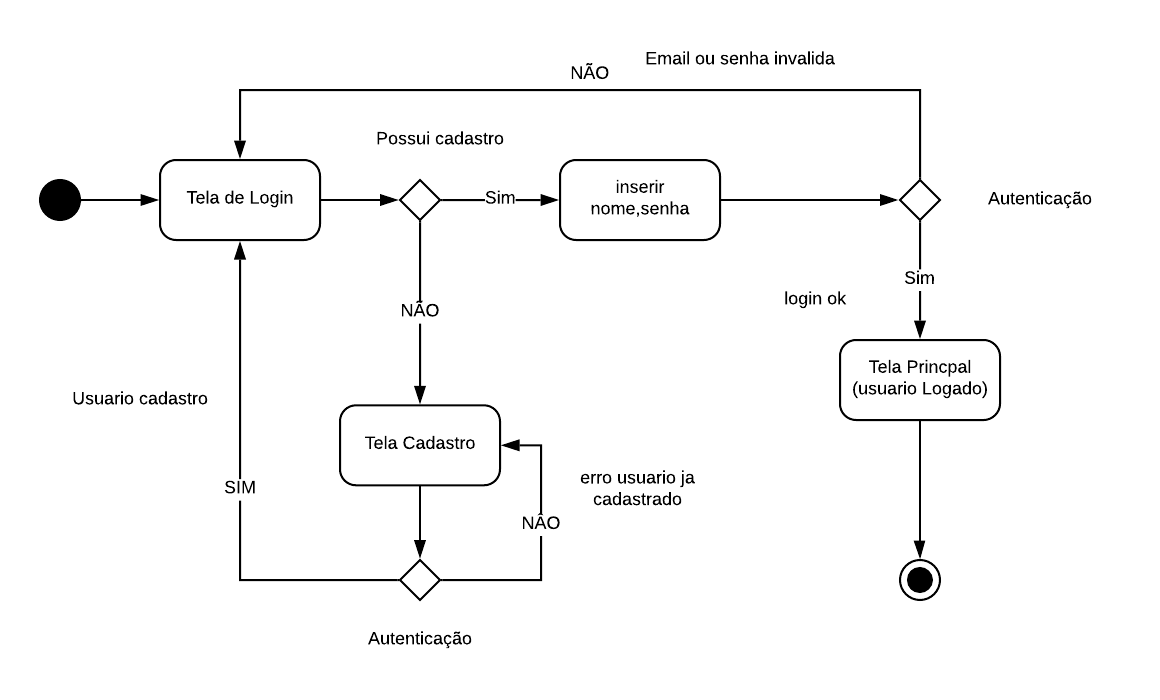 Email ou senha invalida
NÃO
Possui cadastro
Tela de Login
Sim
inserir
nome,senha
Autenticação
Sim
login ok
NÃO
Tela Princpal
(usuario Logado)
Usuario cadastro
Tela Cadastro
erro usuario ja
cadastrado
SIM
NÃO
Autenticação